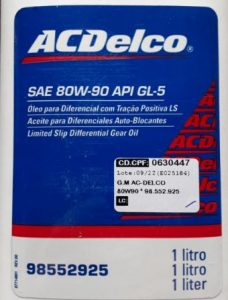 ACDelco
SAE 80W-90 API GL-5
Óleo para Diferencial com Tração Positiva LS
Aceite para Diferenciales Auto-Blocantes
Limited Slip Differential Gear Oil
CD.CPF: 0630447
Lote:09/22(E025184)
G.M AC-DELCO
80W90 * 98.552.925
LC
98552925
1 litro
1 litro
1 liter